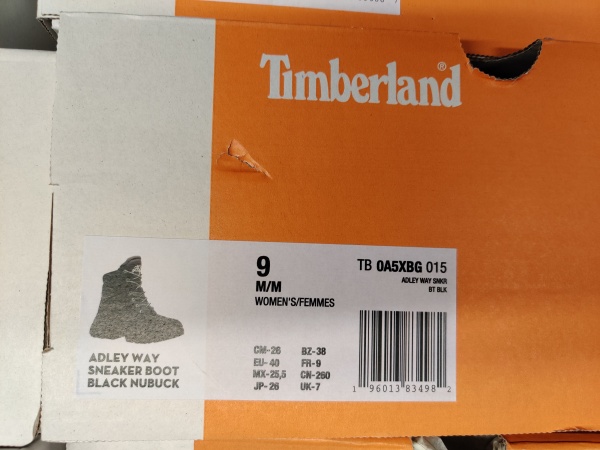 Timberland®
9
M/M
WOMEN'S/FEMMES
TB 0A5XBG 015
ADLEY WAY SNKR
BT BLK
CM-26 BZ-38
EU- 40 FR-9
MX-25,5 CN-260
JP-26 UK-7
ADLEY WAY
SNEAKER BOOT
BLACK NUBUCK
1 96013 83498 2